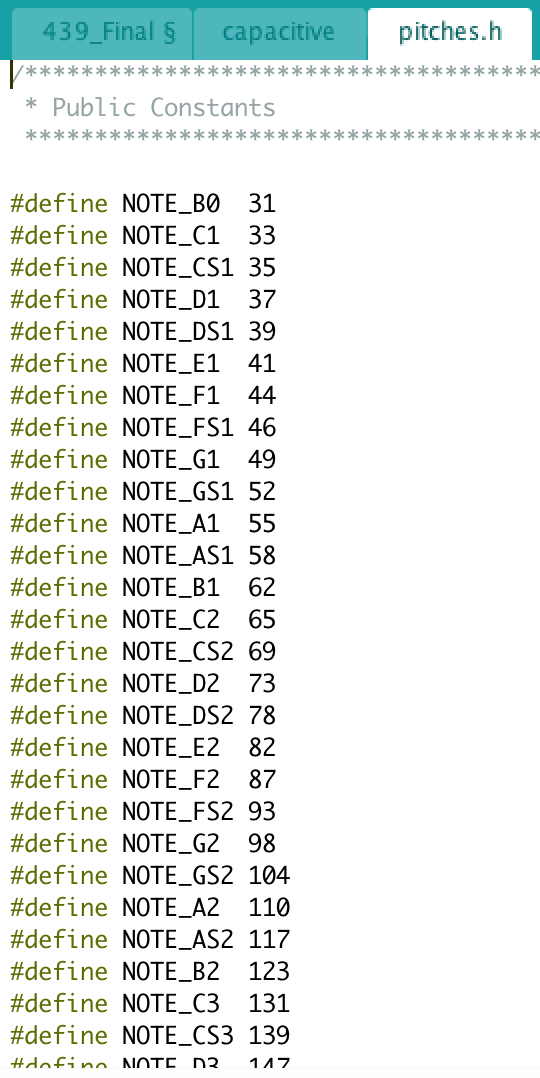 439_Final § capacitive pitches.h
/**************************************
* Public Constants
**************************************
#define NOTE_B0 31
#define NOTE_C1 33
#define NOTE_CS1 35
#define NOTE_D1 37
#define NOTE_DS1 39
#define NOTE_E1 41
#define NOTE_F1 44
#define NOTE_FS1 46
#define NOTE_G1 49
#define NOTE_GS1 52
#define NOTE_A1 55
#define NOTE_AS1 58
#define NOTE_B1 62
#define NOTE_C2 65
#define NOTE_CS2 69
#define NOTE_D2 73
#define NOTE_DS2 78
#define NOTE_E2 82
#define NOTE_F2 87
#define NOTE_FS2 93
#define NOTE_G2 98
#define NOTE_GS2 104
#define NOTE_A2 110
#define NOTE_AS2 117
#define NOTE_B2 123
#define NOTE_C3 131
#define NOTE_CS3 139
#define NOTE_D3 147